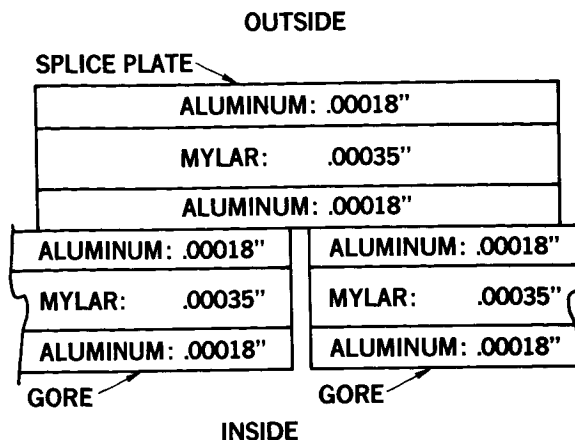 OUTSIDE
SPLICE PLATE
ALUMINUM: .00018"
MYLAR: .00035"
ALUMINUM: .00018"
ALUMINUM: .00018" ALUMINUM: .00018"
MYLAR: .00035" MYLAR: .00035"
ALUMINUM: .00018" ALUMINUM: .00018"
GORE GORE
INSIDE